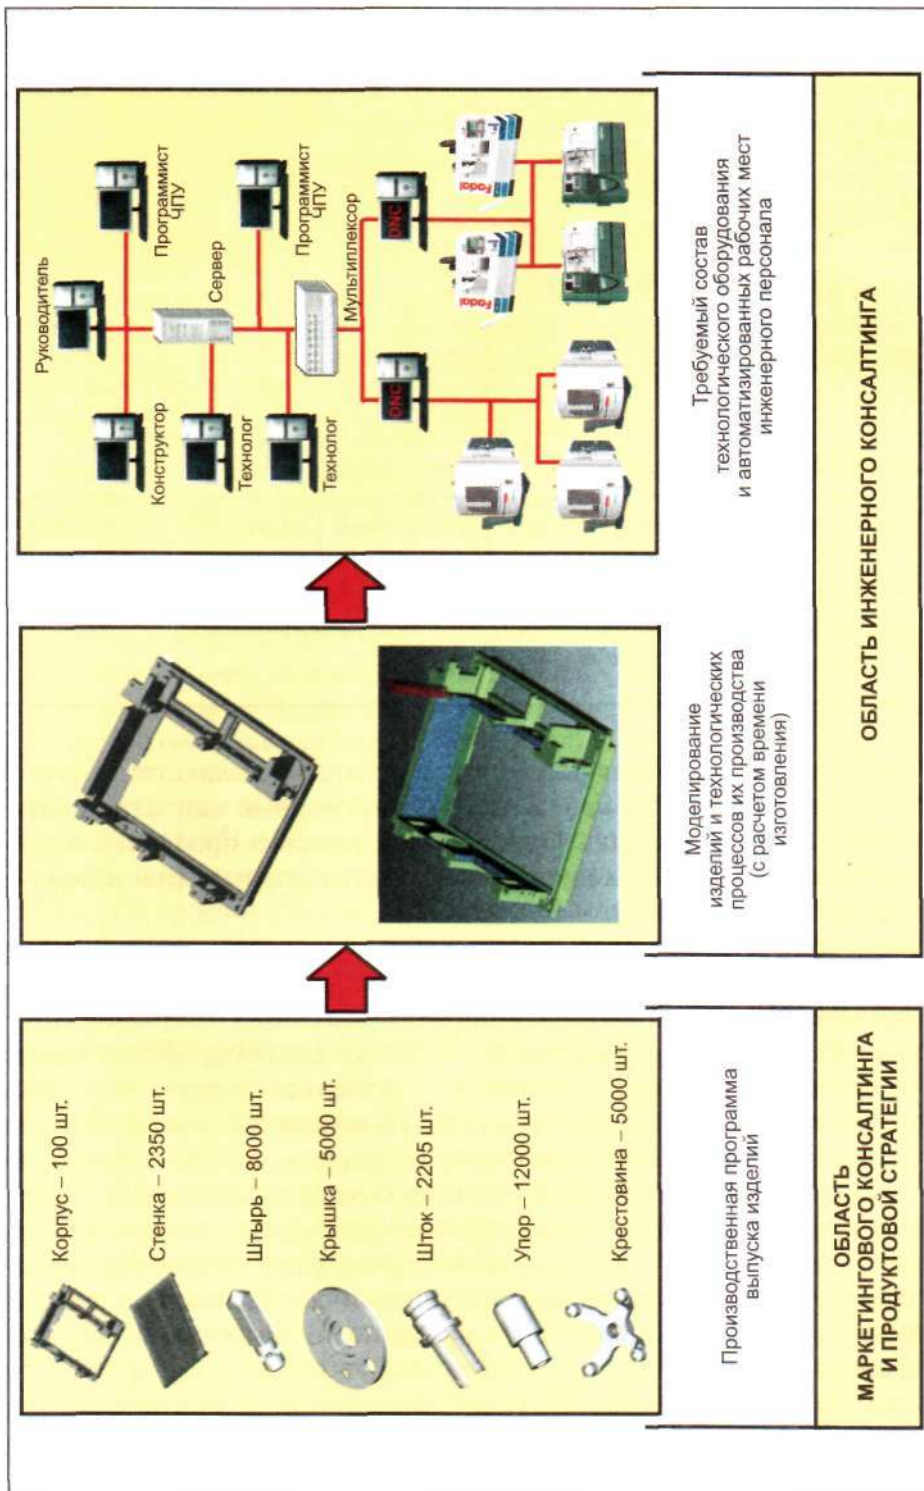 Корпус – 100 шт.
Стенка – 2350 шт.
Штырь – 8000 шт.
Крышка – 5000 шт.
Шток – 2205 шт.
Упор – 12000 шт.
Крестовина – 5000 шт.
Производственная программа
выпуска изделий
ОБЛАСТЬ
МАРКЕТИНГОВОГО КОНСАЛТИНГА
И ПРОДУКТОВОЙ СТРАТЕГИИ
Моделирование
изделий и технологических
процессов их производства
(с расчетом времени
изготовления)
Руководитель
Конструктор
Программист
ЧПУ
Сервер
Технолог
Программист
ЧПУ
Технолог
Мультиплексор
DNC
DNC
Fadal
Fadal
Требуемый состав
технологического оборудования
и автоматизированных рабочих мест
инженерного персонала
ОБЛАСТЬ ИНЖЕНЕРНОГО КОНСАЛТИНГА